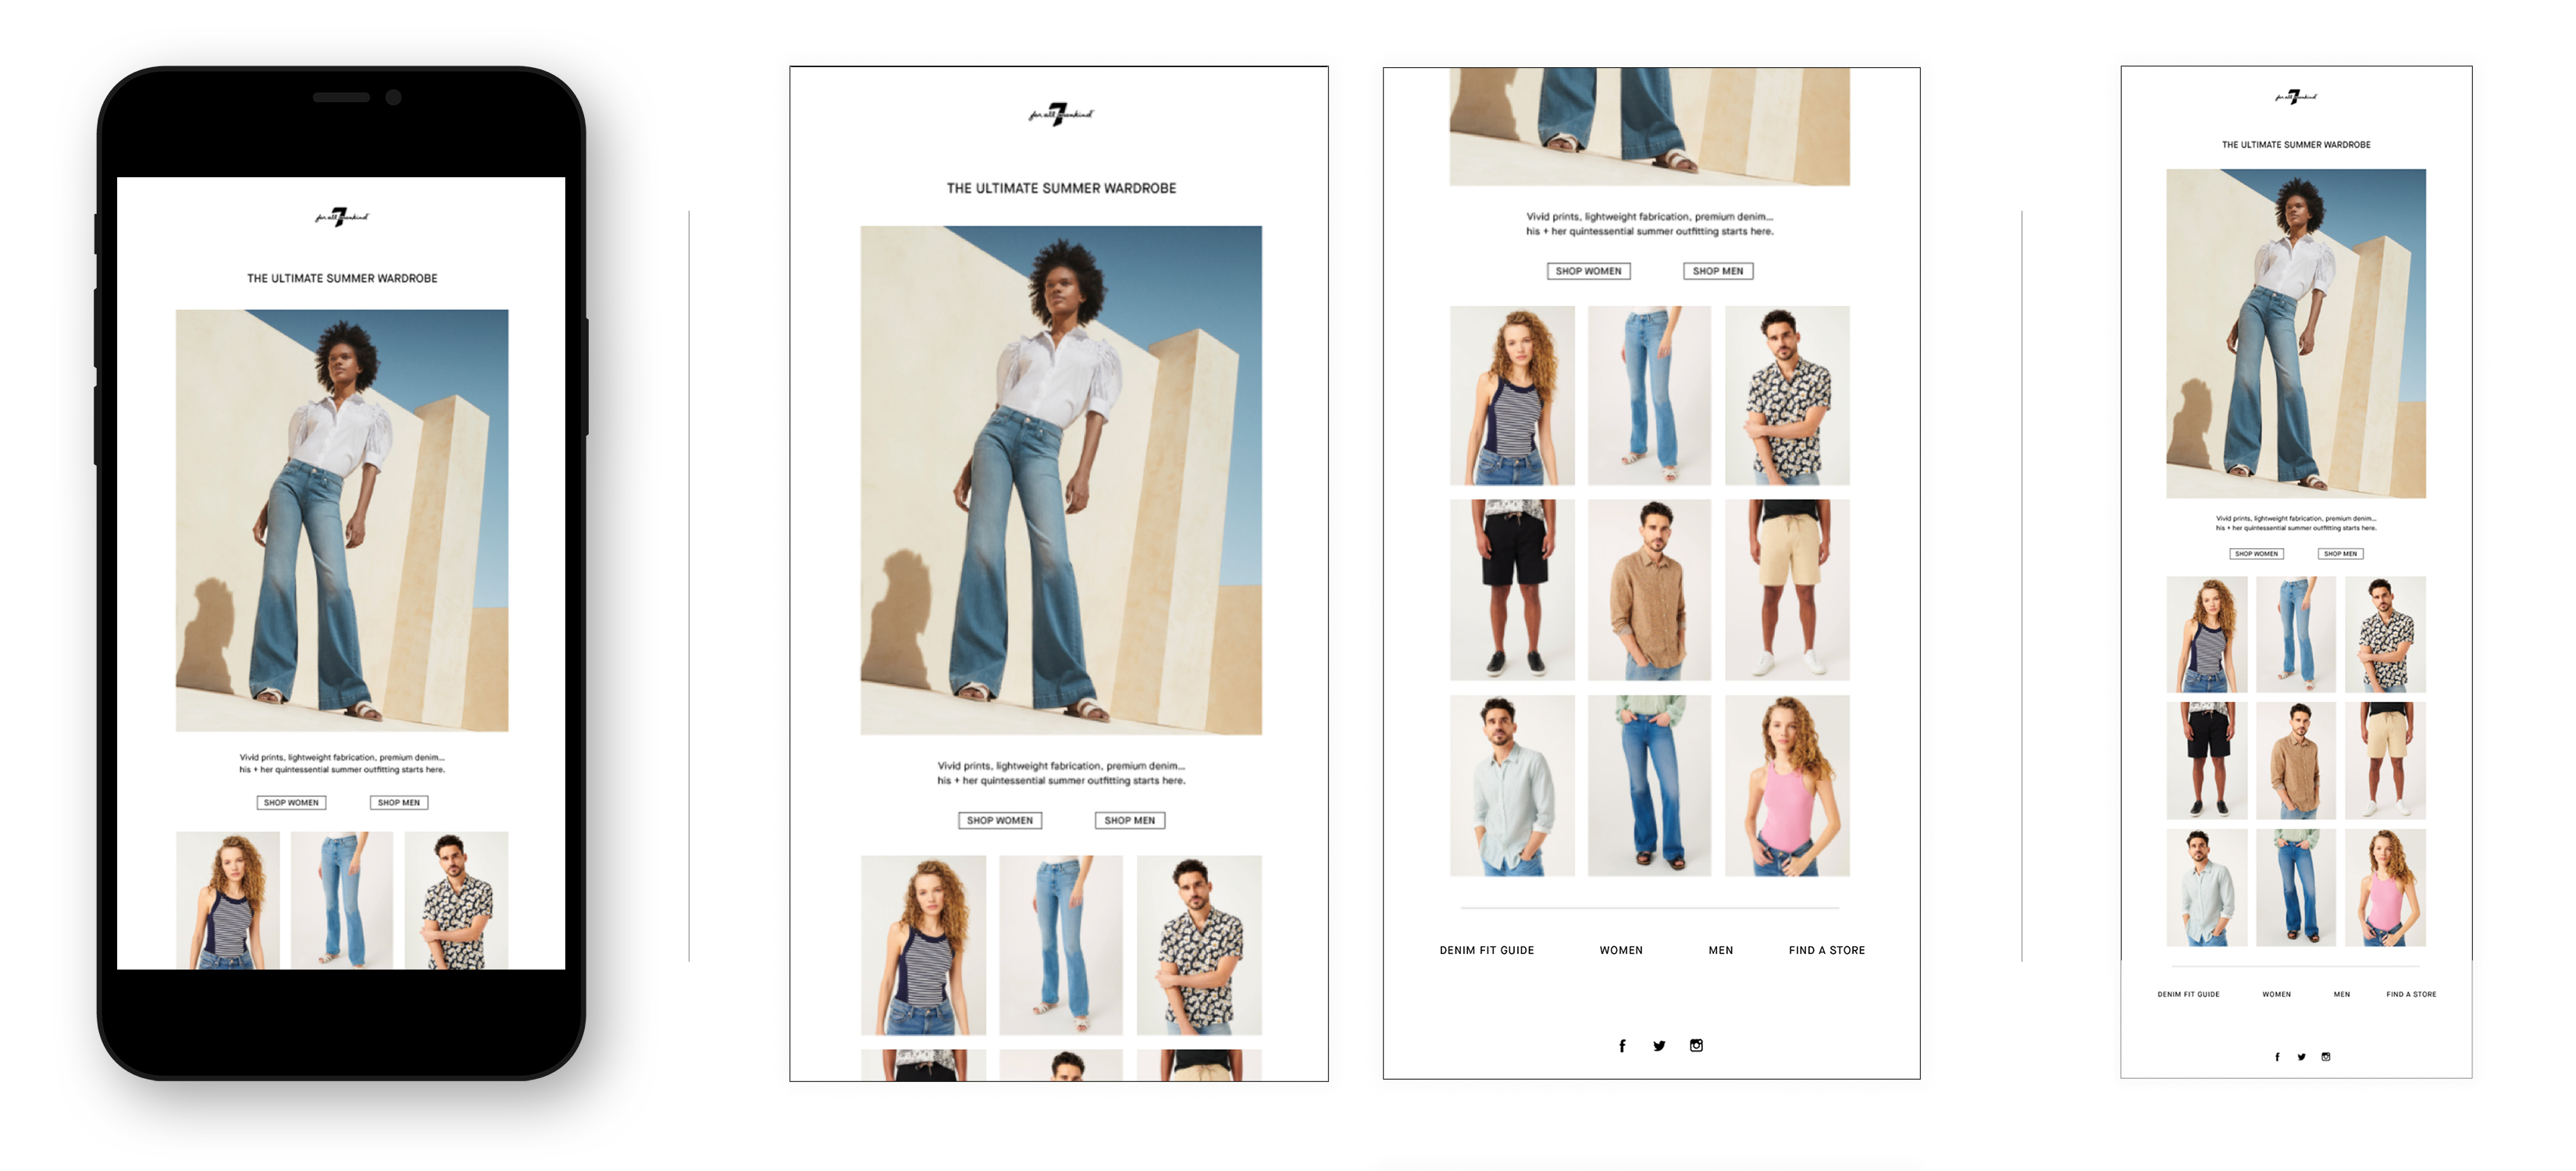 for all 7 mankind
THE ULTIMATE SUMMER WARDROBE
Vivid prints, lightweight fabrication, premium denim...
his + her quintessential summer outfitting starts here.
SHOP WOMEN
SHOP MEN
for all 7 mankind
THE ULTIMATE SUMMER WARDROBE
Vivid prints, lightweight fabrication, premium denim...
his + her quintessential summer outfitting starts here.
SHOP WOMEN
SHOP MEN
Vivid prints, lightweight fabrication, premium denim...
his + her quintessential summer outfitting starts here.
SHOP WOMEN
SHOP MEN
DENIM FIT GUIDE
WOMEN
MEN
FIND A STORE
for all 7 mankind
THE ULTIMATE SUMMER WARDROBE
Vivid prints, lightweight fabrication, premium denim...
his + her quintessential summer outfitting starts here.
SHOP WOMEN
SHOP MEN
DENIM FIT GUIDE
WOMEN
MEN
FIND A STORE